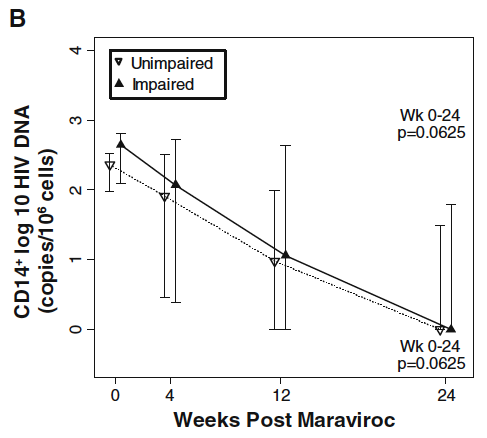 B
Unimpaired
Impaired
Wk 0-24
p=0.0625
CD14⁺ log 10 HIV DNA
(copies/10⁶ cells)
4
3
2
1
0
Wk 0-24
p=0.0625
0 4 12 24
Weeks Post Maraviroc